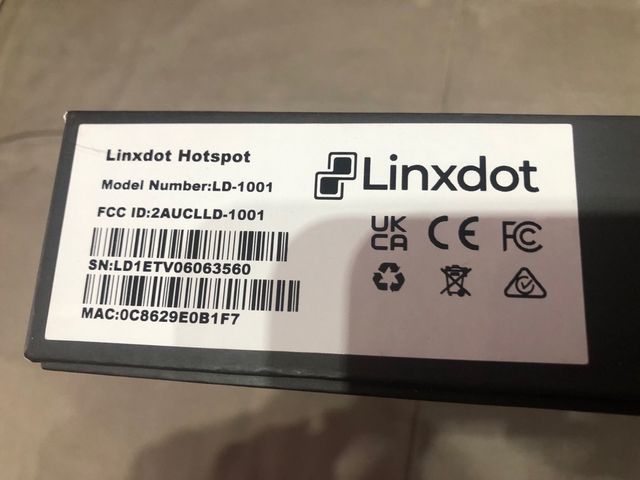 Linxdot Hotspot
Model Number:LD-1001
FCC ID:2AUCLLD-1001
SN:LD1ETV06063560
MAC:0C8629E0B1F7
Linxdot
UK
CA CE FC